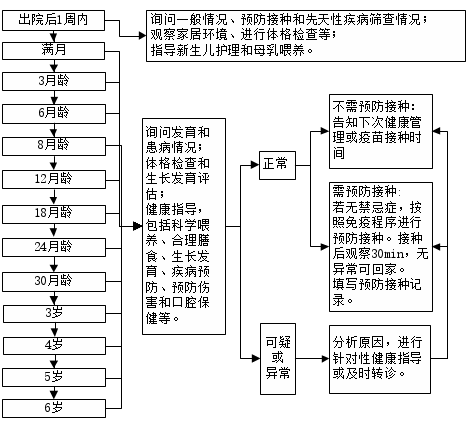 出院后1周内
询问一般情况、预防接种和先天性疾病筛查情况；
观察家居环境、进行体格检查等；
指导新生儿护理和母乳喂养。
满月
3月龄
6月龄
8月龄
12月龄
18月龄
24月龄
30月龄
3岁
4岁
5岁
6岁
询问发育和
患病情况；
体格检查和
生长发育评
估；
健康指导，
包括科学喂
养、合理膳
食、生长发
育、疾病预
防、预防伤
害和口腔保
健等。
正常
可疑
或
异常
不需预防接种：
告知下次健康管
理或疫苗接种时
间
需预防接种：
若无禁忌症，按
照免疫程序进行
预防接种。接种
后观察30min，无
异常可回家。
填写预防接种记
录。
分析原因，进行
针对性健康指导
或及时转诊。